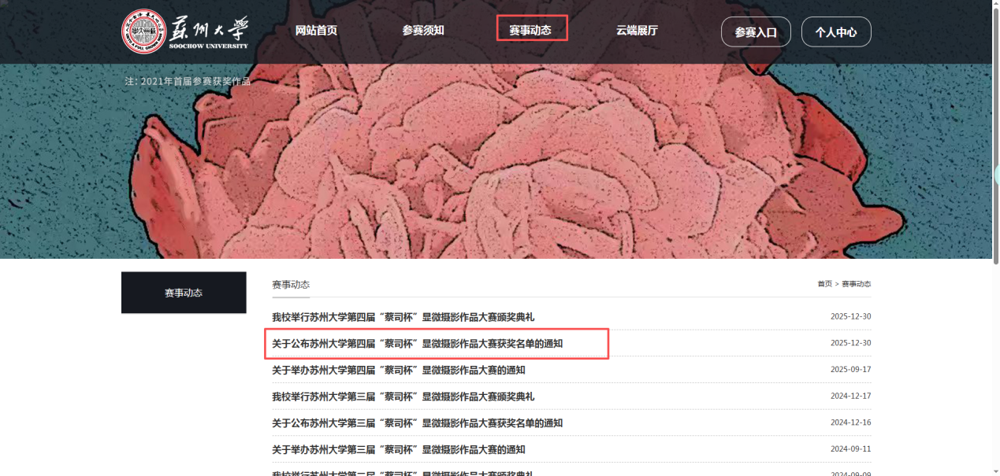 蘇州大學
SOOCHOW UNIVERSITY
网站首页
参赛须知
赛事动态
云端展厅
参赛入口
个人中心
注: 2021年首届参赛获奖作品
赛事动态
赛事动态
首页 > 赛事动态
我校举行苏州大学第四届“蔡司杯”显微摄影作品大赛颁奖典礼 2025-12-30
关于公布苏州大学第四届“蔡司杯”显微摄影作品大赛获奖名单的通知 2025-12-30
关于举办苏州大学第四届“蔡司杯”显微摄影作品大赛的通知 2025-09-17
我校举行苏州大学第三届“蔡司杯”显微摄影作品大赛颁奖典礼 2024-12-17
关于公布苏州大学第三届“蔡司杯”显微摄影作品大赛获奖名单的通知 2024-12-16
关于举办苏州大学第三届“蔡司杯”显微摄影作品大赛的通知 2024-09-11